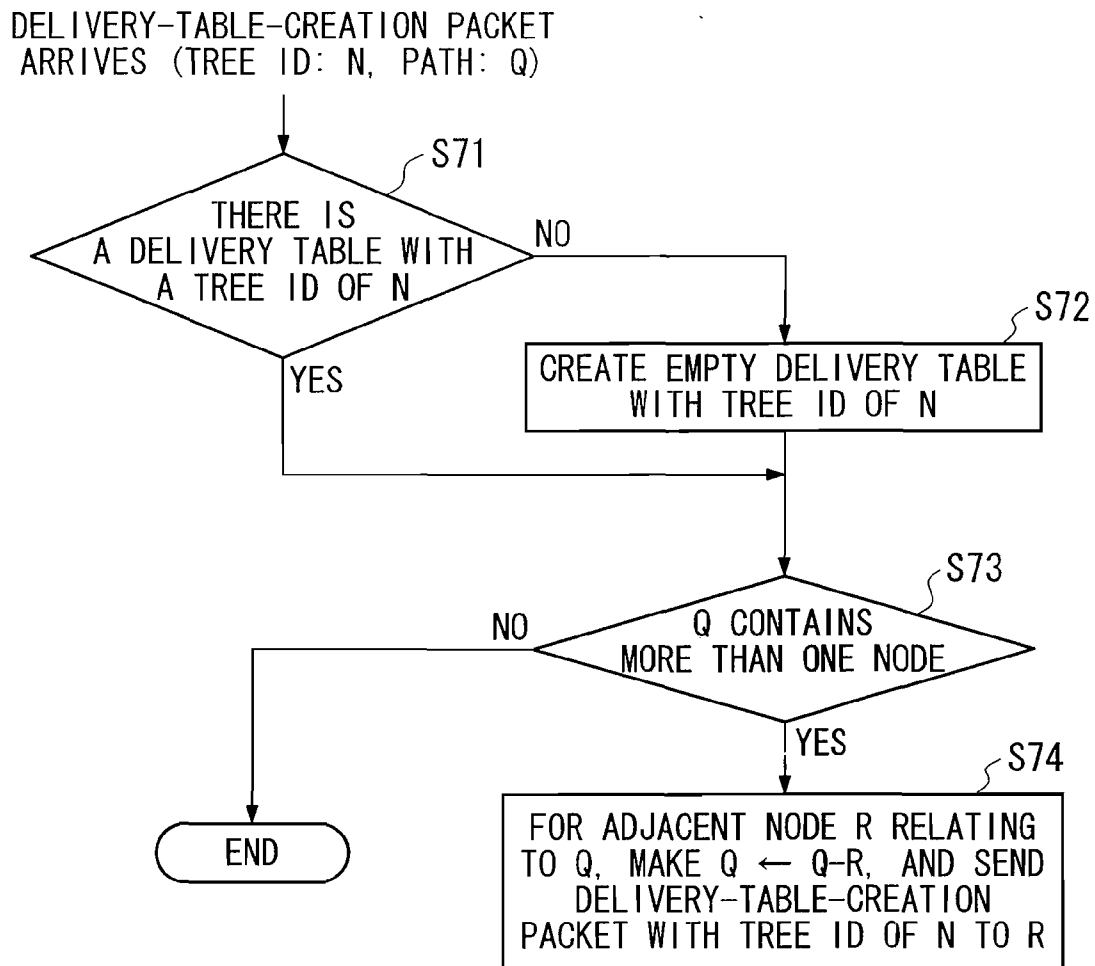 DELIVERY-TABLE-CREATION PACKET
ARRIVES (TREE ID: N, PATH: Q)
S71
THERE IS
A DELIVERY TABLE WITH
A TREE ID OF N
NO
YES
S72
CREATE EMPTY DELIVERY TABLE
WITH TREE ID OF N
S73
Q CONTAINS
MORE THAN ONE NODE
NO
YES
END
S74
FOR ADJACENT NODE R RELATING
TO Q, MAKE Q ← Q-R, AND SEND
DELIVERY-TABLE-CREATION
PACKET WITH TREE ID OF N TO R